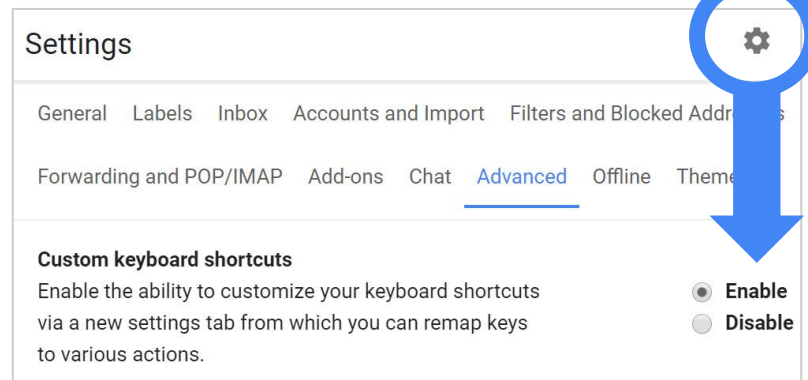 Settings
General Labels Inbox Accounts and Import Filters and Blocked
Forwarding and POP/IMAP Add-ons Chat Advanced Offline
Custom keyboard shortcuts
Enable the ability to customize your keyboard shortcuts
via a new settings tab from which you can remap keys
to various actions.
Enable
Disable